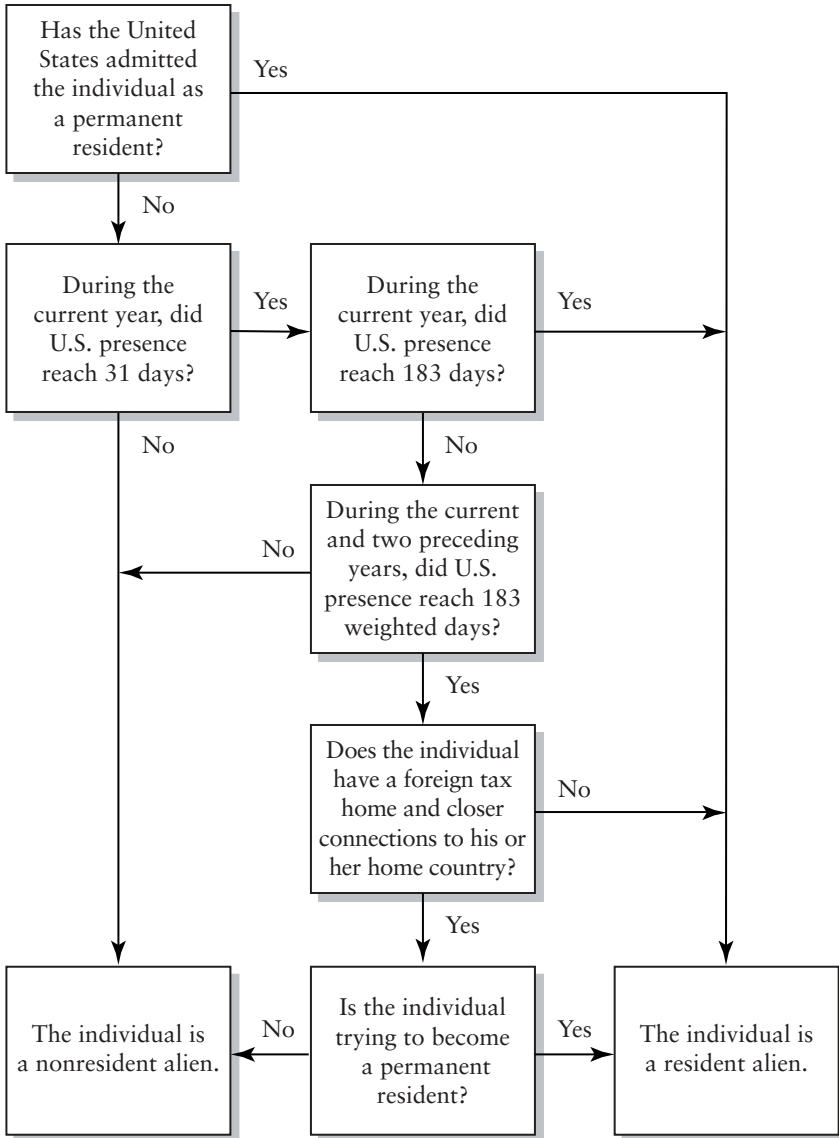 Has the United
States admitted
the individual as
a permanent
resident?
Yes
No
During the
current year, did
U.S. presence
reach 31 days?
Yes
During the
current year, did
U.S. presence
reach 183 days?
Yes
No
No
During the current
and two preceding
years, did U.S.
presence reach 183
weighted days?
No
Yes
Does the individual
have a foreign tax
home and closer
connections to his or
her home country?
No
Yes
The individual is
a nonresident alien.
No
Is the individual
trying to become
a permanent
resident?
Yes
The individual is
a resident alien.